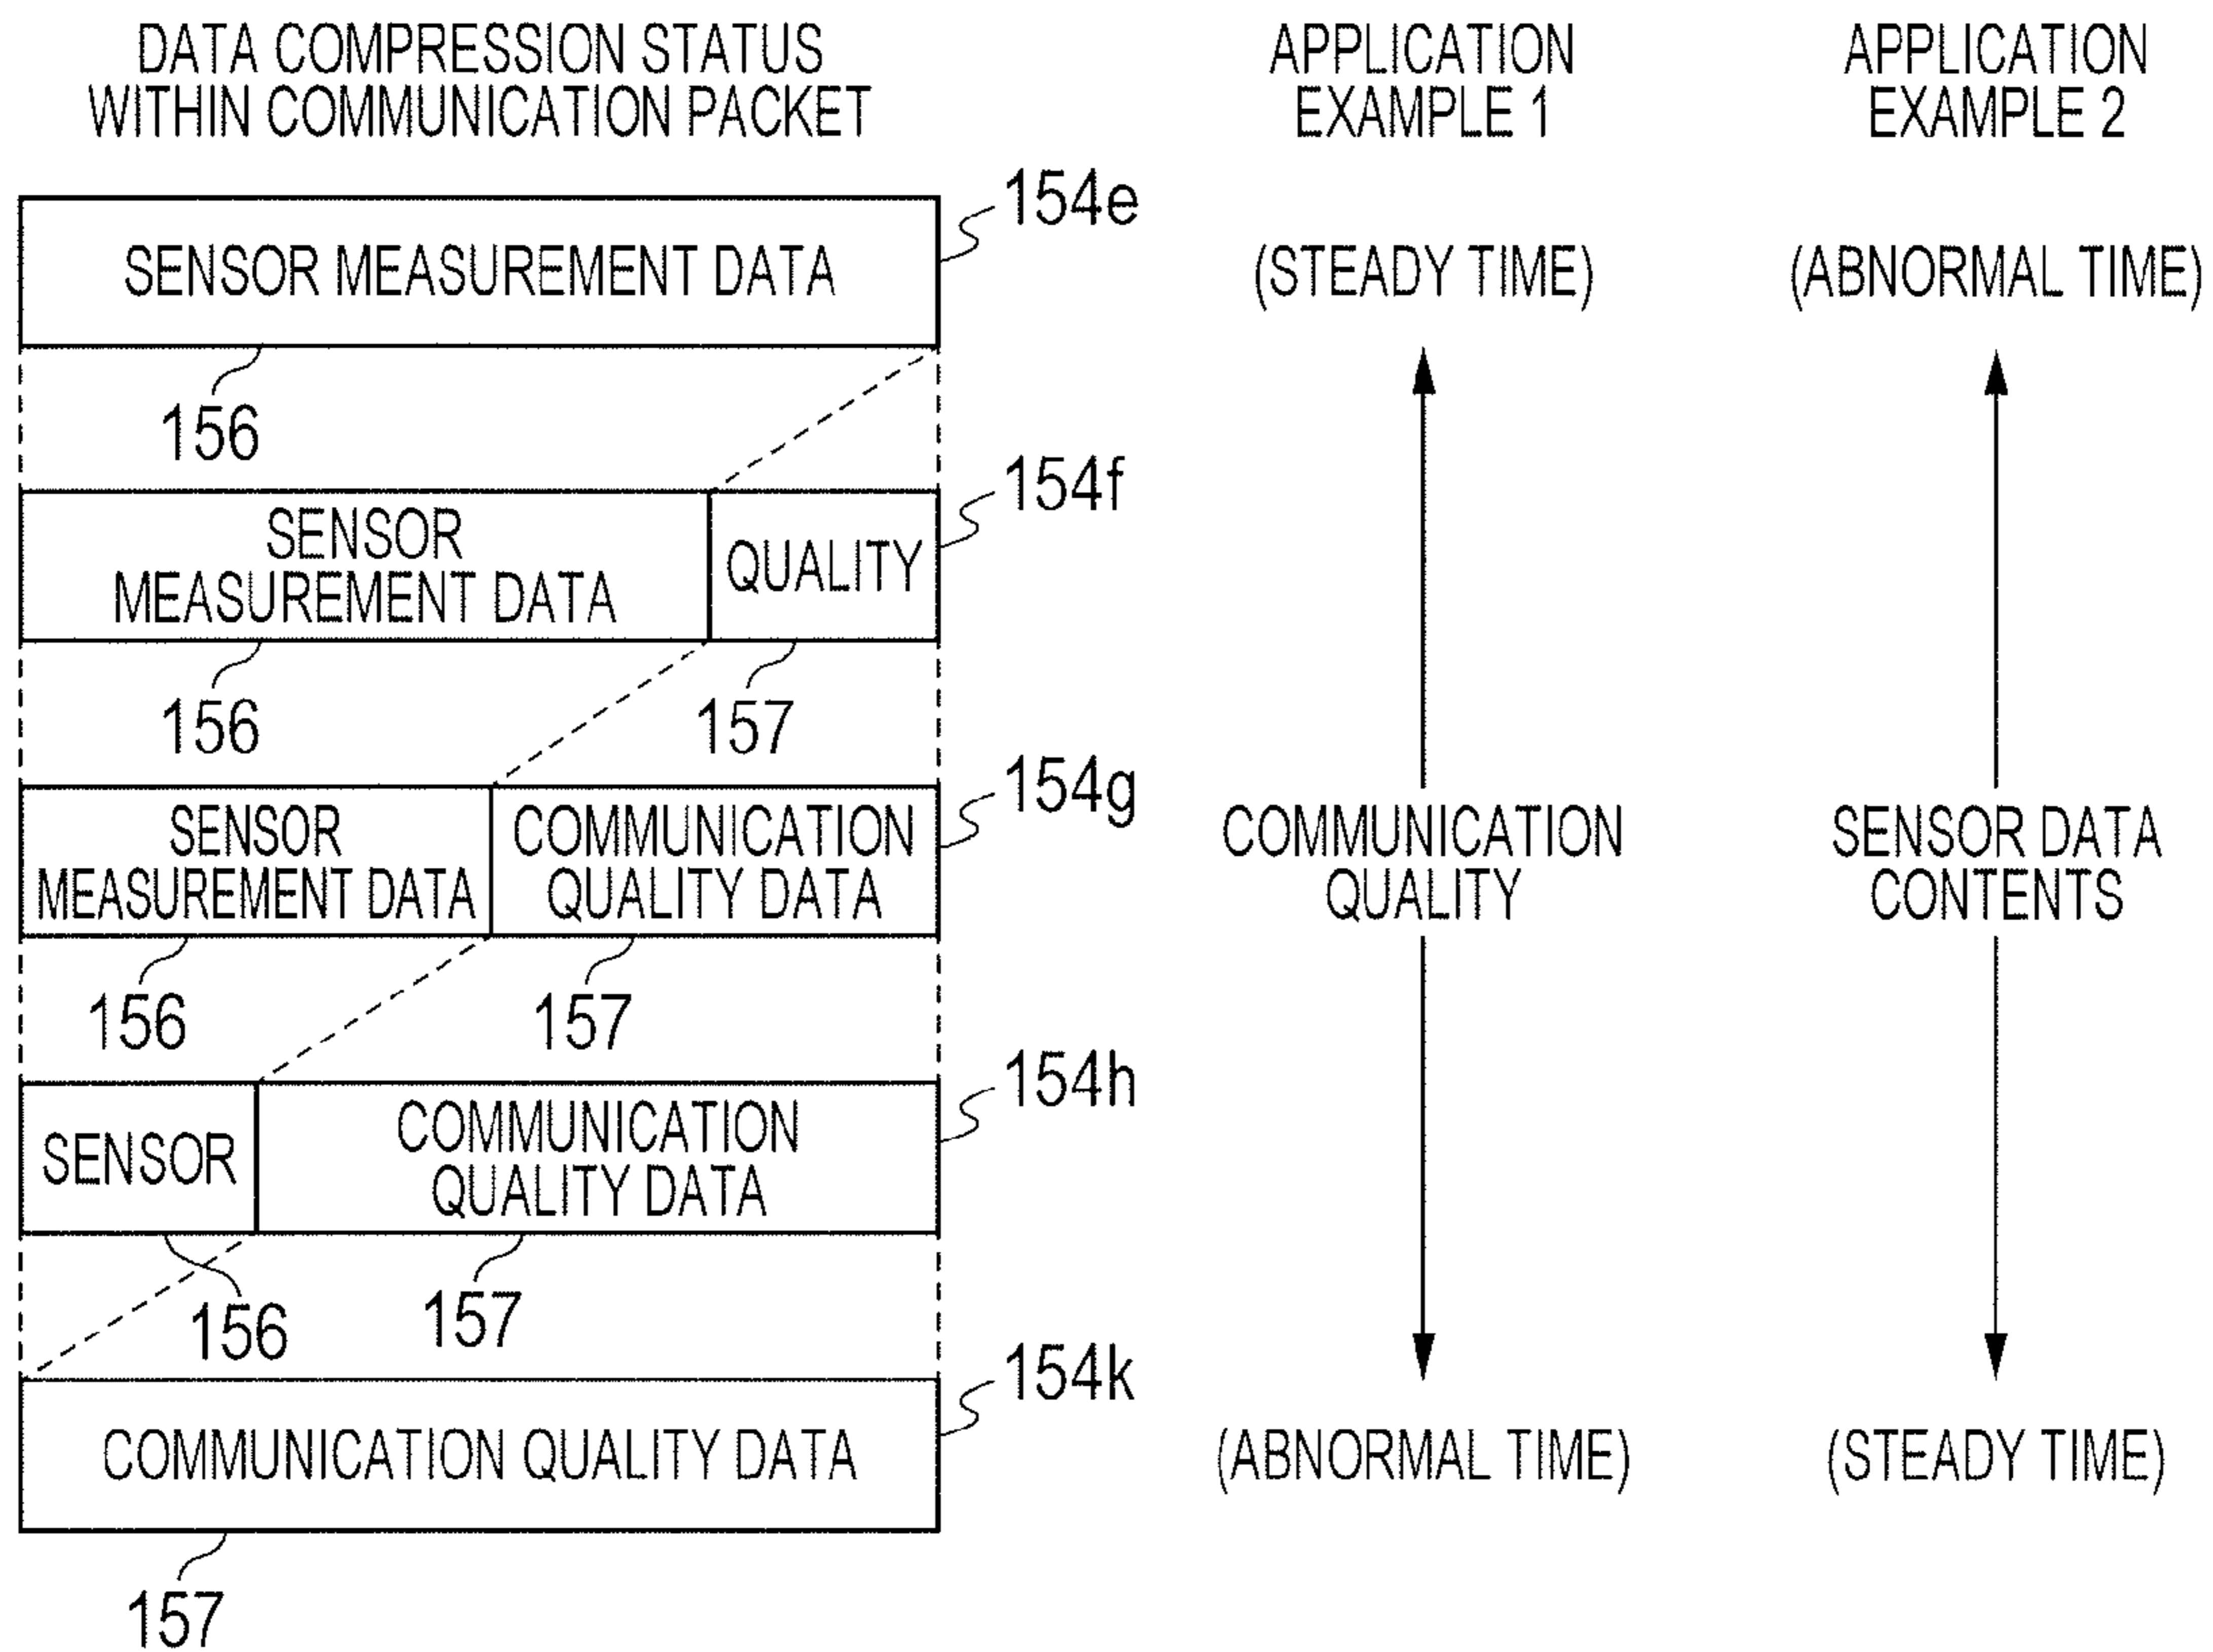 DATA COMPRESSION STATUS
WITHIN COMMUNICATION PACKET
APPLICATION
EXAMPLE 1
APPLICATION
EXAMPLE 2
154e
SENSOR MEASUREMENT DATA
(STEADY TIME)
(ABNORMAL TIME)
156
154f
SENSOR
MEASUREMENT DATA
QUALITY
156
157
154g
SENSOR
MEASUREMENT DATA
COMMUNICATION
QUALITY DATA
COMMUNICATION
QUALITY
SENSOR DATA
CONTENTS
156
157
154h
SENSOR
COMMUNICATION
QUALITY DATA
156
157
154k
COMMUNICATION QUALITY DATA
(ABNORMAL TIME)
(STEADY TIME)
157